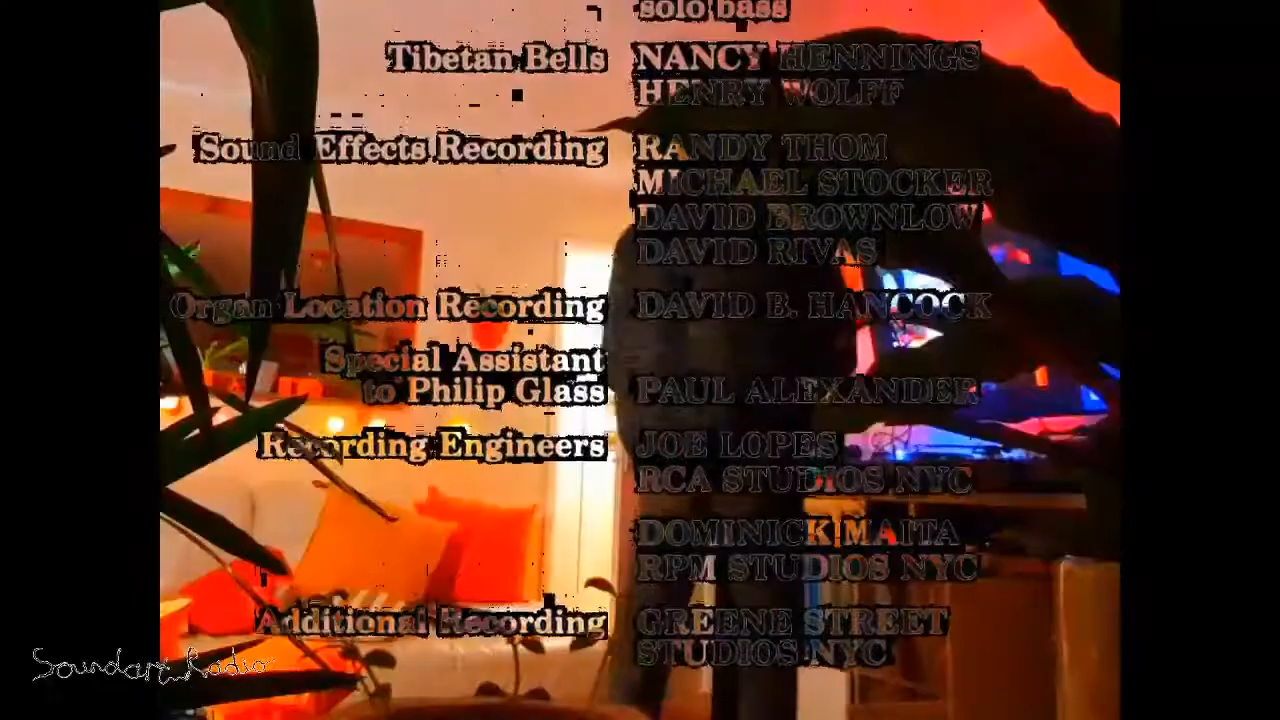 solo bass
Tibetan Bells NANCY HENNINGS
HENRY WOLFF
Sound Effects Recording RANDY THOM
MICHAEL STOCKER
DAVID BROWNLOW
DAVID RIVAS
Organ Location Recording DAVID B. HANCOCK
Special Assistant
to Philip Glass PAUL ALEXANDER
Recording Engineers JOE LOPES
RCA STUDIOS NYC
DOMINICK MAITA
RPM STUDIOS NYC
Additional Recording GREENE STREET
STUDIOS NYC
Soundart Radio